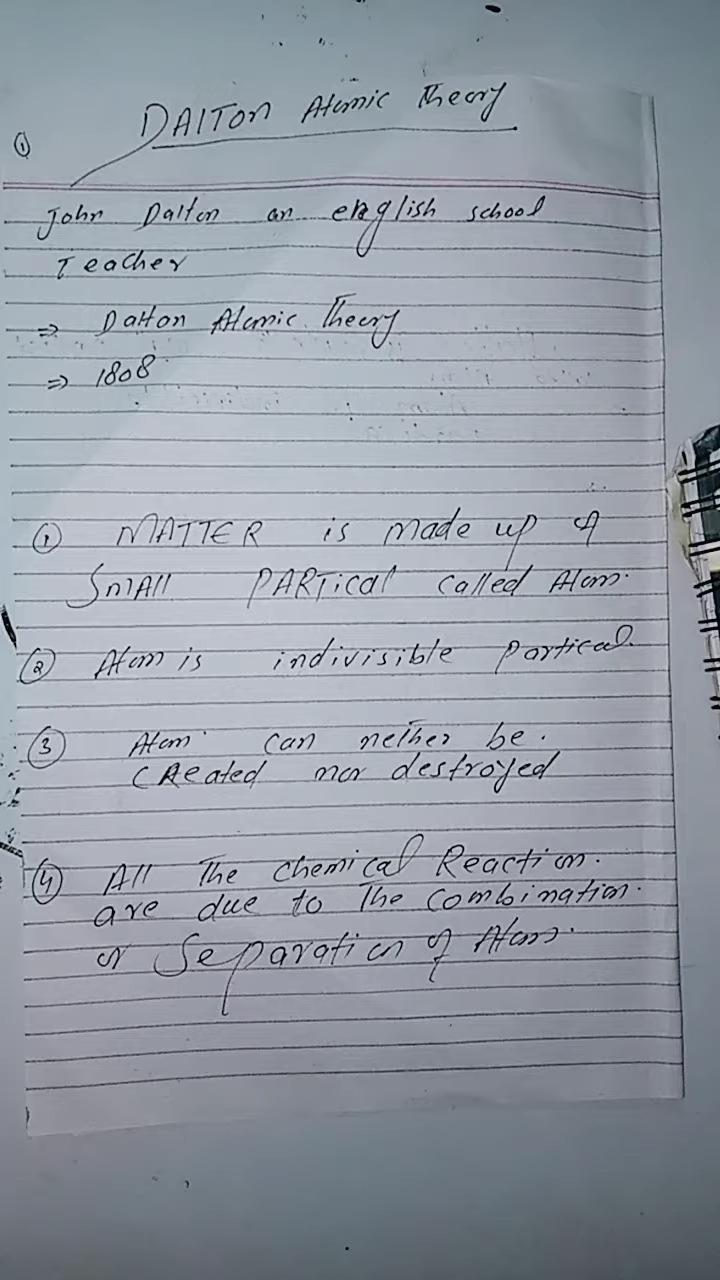 DALTON Atomic Theory
①
John Dalton an english school
Teacher
⇒ Dalton Atomic Theory
⇒ 1808
① MATTER is made up of
Small PARTical called Atom.
② Atom is indivisible Partical.
③ Atom can neither be.
CReated nor destroyed
④ All The chemical Reaction.
are due to The Combination.
or Separation of Atom.